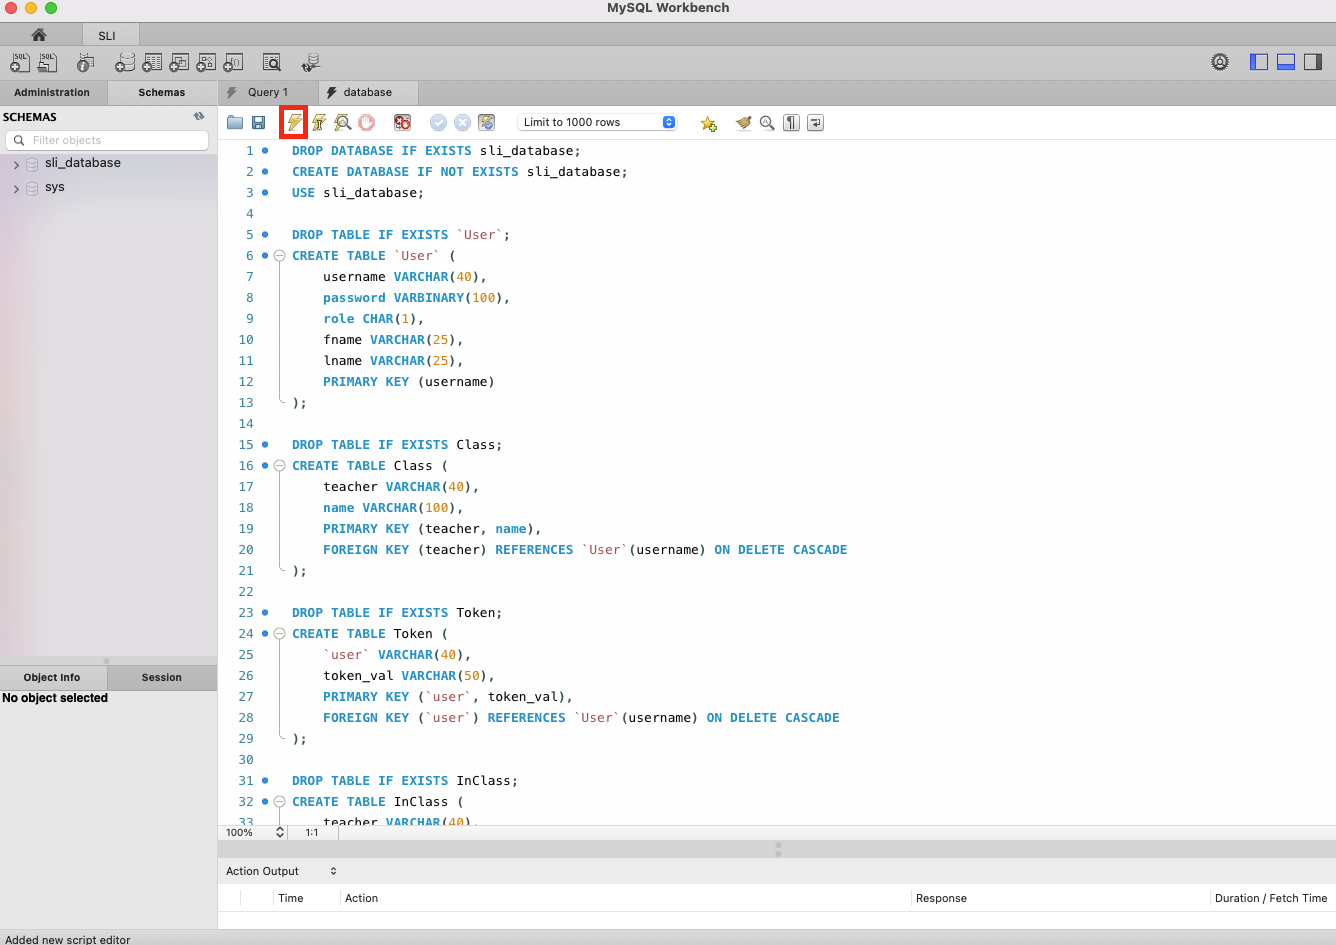 MySQL Workbench
SLI
Administration
Schemas
Query 1
database
SCHEMAS
Filter objects
sli_database
sys
Limit to 1000 rows
1 DROP DATABASE IF EXISTS sli_database;
2 CREATE DATABASE IF NOT EXISTS sli_database;
3 USE sli_database;
4
5 DROP TABLE IF EXISTS `User`;
6 CREATE TABLE `User` (
7 username VARCHAR(40),
8 password VARBINARY(100),
9 role CHAR(1),
10 fname VARCHAR(25),
11 lname VARCHAR(25),
12 PRIMARY KEY (username)
13 );
14
15 DROP TABLE IF EXISTS Class;
16 CREATE TABLE Class (
17 teacher VARCHAR(40),
18 name VARCHAR(100),
19 PRIMARY KEY (teacher, name),
20 FOREIGN KEY (teacher) REFERENCES `User`(username) ON DELETE CASCADE
21 );
22
23 DROP TABLE IF EXISTS Token;
24 CREATE TABLE Token (
25 `user` VARCHAR(40),
26 token_val VARCHAR(50),
27 PRIMARY KEY (`user`, token_val),
28 FOREIGN KEY (`user`) REFERENCES `User`(username) ON DELETE CASCADE
29 );
30
31 DROP TABLE IF EXISTS InClass;
32 CREATE TABLE InClass (
33 teacher VARCHAR(40),
100%
1:1
Object Info
Session
No object selected
Action Output
Time
Action
Response
Duration / Fetch Time
Added new script editor